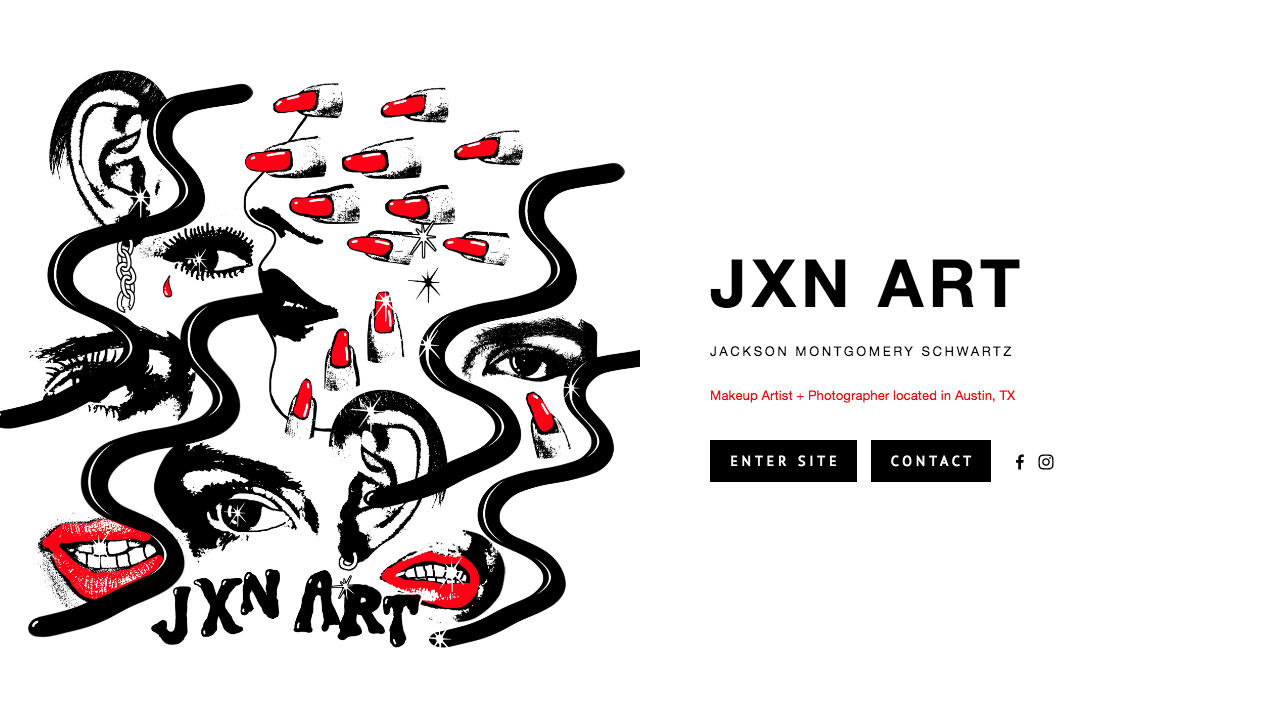 JXN ART
JXN ART
JACKSON MONTGOMERY SCHWARTZ
Makeup Artist + Photographer located in Austin, TX
ENTER SITE
CONTACT